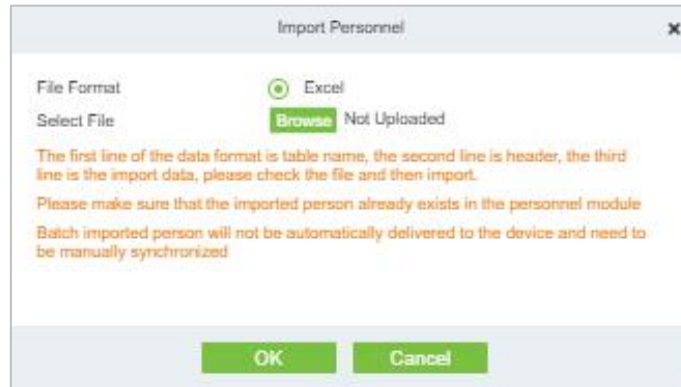 Import Personnel
File Format Excel
Select File Browse Not Uploaded
The first line of the data format is table name, the second line is header, the third
line is the import data, please check the file and then import.
Please make sure that the imported person already exists in the personnel module
Batch imported person will not be automatically delivered to the device and need to
be manually synchronized
OK Cancel